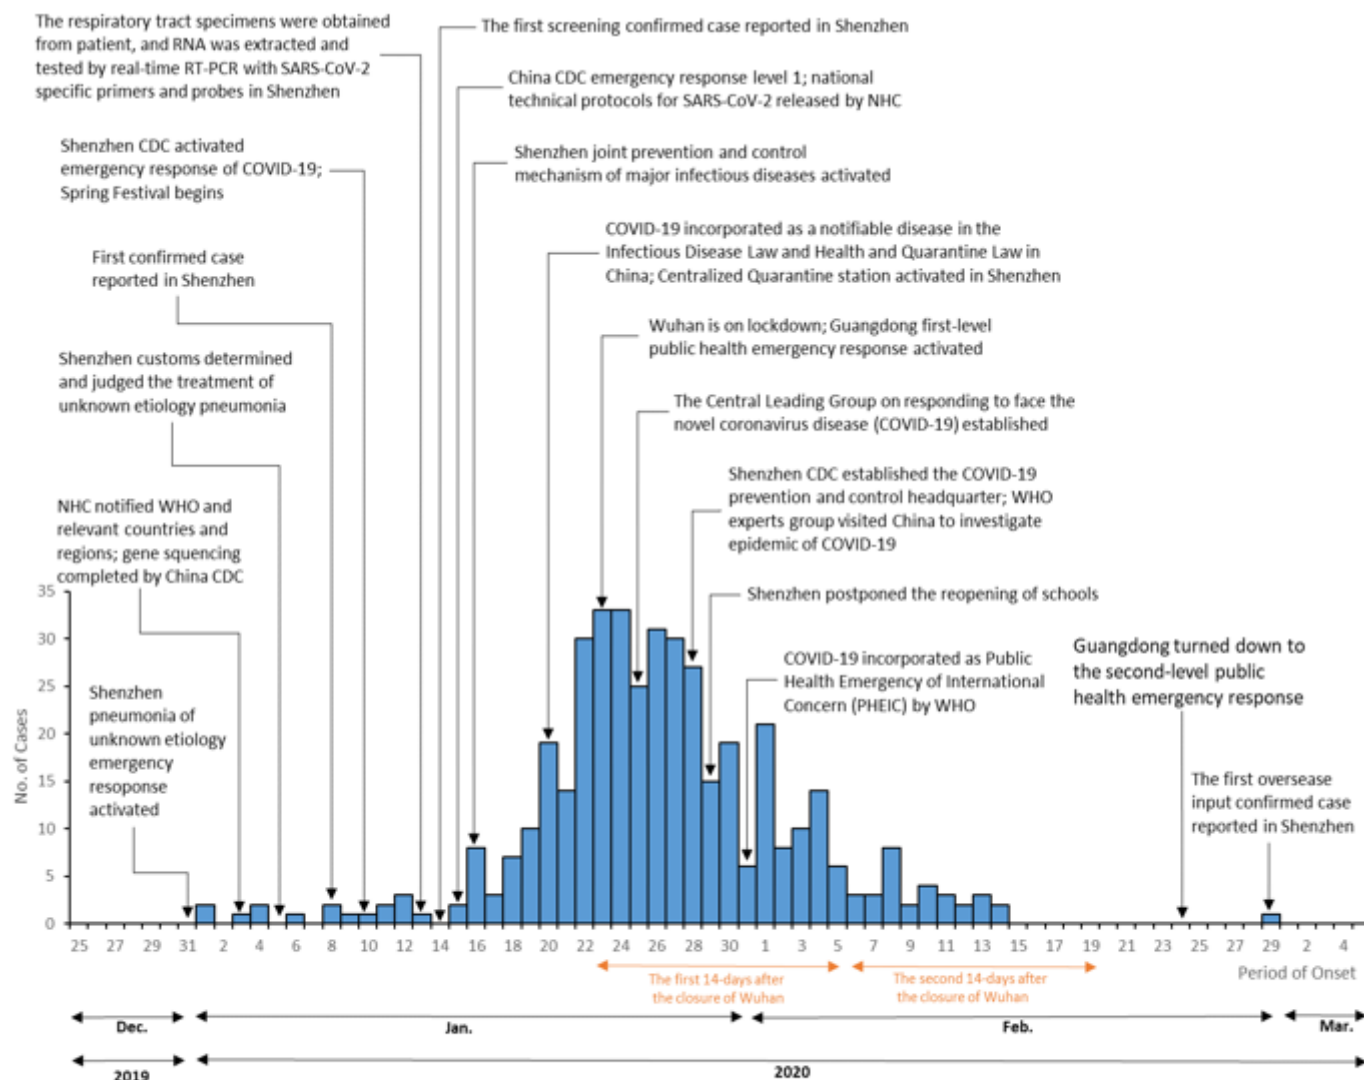 The respiratory tract specimens were obtained
from patient, and RNA was extracted and
tested by real-time RT-PCR with SARS-CoV-2
specific primers and probes in Shenzhen
The first screening confirmed case reported in Shenzhen
China CDC emergency response level 1; national
technical protocols for SARS-CoV-2 released by NHC
Shenzhen CDC activated
emergency response of COVID-19;
Spring Festival begins
Shenzhen joint prevention and control
mechanism of major infectious diseases activated
COVID-19 incorporated as a notifiable disease in the
Infectious Disease Law and Health and Quarantine Law in
China; Centralized Quarantine station activated in Shenzhen
First confirmed case
reported in Shenzhen
Wuhan is on lockdown; Guangdong first-level
public health emergency response activated
Shenzhen customs determined
and judged the treatment of
unknown etiology pneumonia
The Central Leading Group on responding to face the
novel coronavirus disease (COVID-19) established
Shenzhen CDC established the COVID-19
prevention and control headquarter; WHO
experts group visited China to investigate
epidemic of COVID-19
NHC notified WHO and
relevant countries and
regions; gene squencing
completed by China CDC
Shenzhen postponed the reopening of schools
COVID-19 incorporated as Public
Health Emergency of International
Concern (PHEIC) by WHO
Guangdong turned down to
the second-level public
health emergency response
Shenzhen
pneumonia of
unknown etiology
emergency
resoponse
activated
The first oversease
input confirmed case
reported in Shenzhen
No. of Cases
35
30
25
20
15
10
5
0
25 27 29 31 2 4 6 8 10 12 14 16 18 20 22 24 26 28 30 1 3 5 7 9 11 13 15 17 19 21 23 25 27 29 2 4
Period of Onset
The first 14-days after
the closure of Wuhan
The second 14-days after
the closure of Wuhan
Dec. Jan. Feb. Mar.
2019 2020